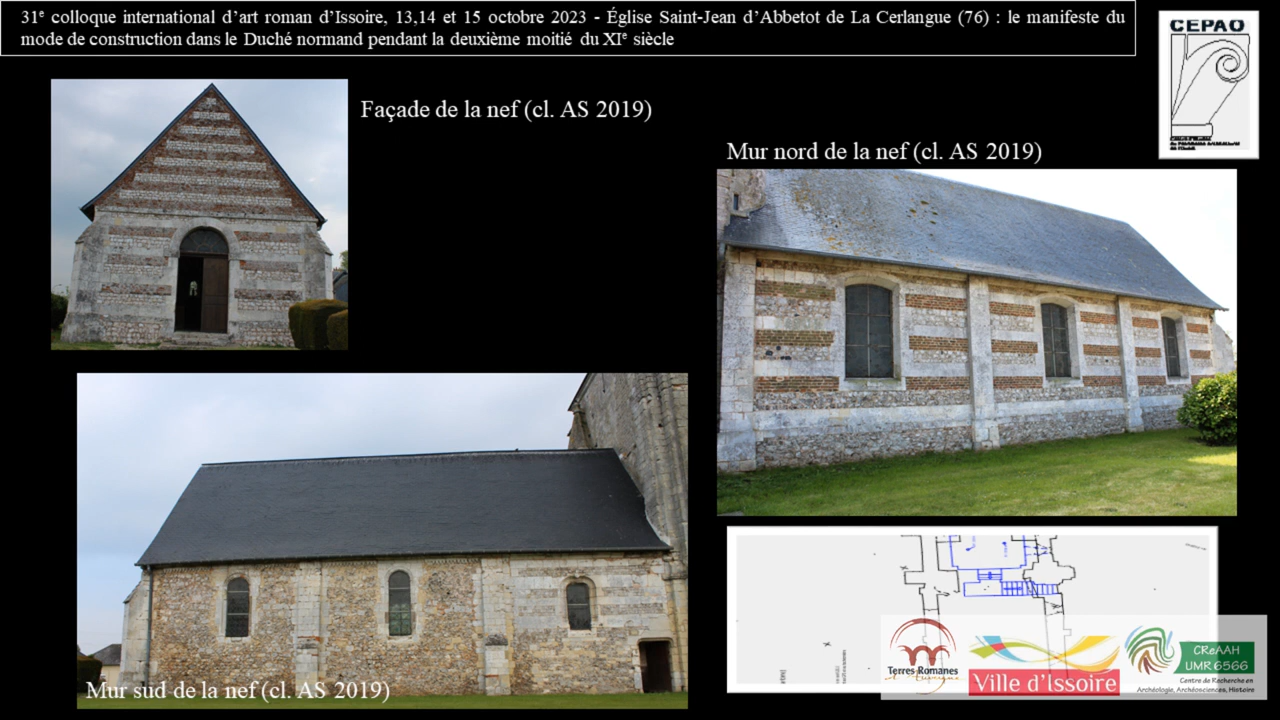 31e colloque international d'art roman d'Issoire, 13,14 et 15 octobre 2023 - Église Saint-Jean d'Abbetot de La Cerlangue (76) : le manifeste du
mode de construction dans le Duché normand pendant la deuxième moitié du XIe siècle
CEPAO
Façade de la nef (cl. AS 2019)
Mur nord de la nef (cl. AS 2019)
Mur sud de la nef (cl. AS 2019)
Terres Romanes
d'Auvergne
Ville d'Issoire
CReAAH
UMR 6566
Centre de Recherche en
Archéologie, Archéosciences, Histoire